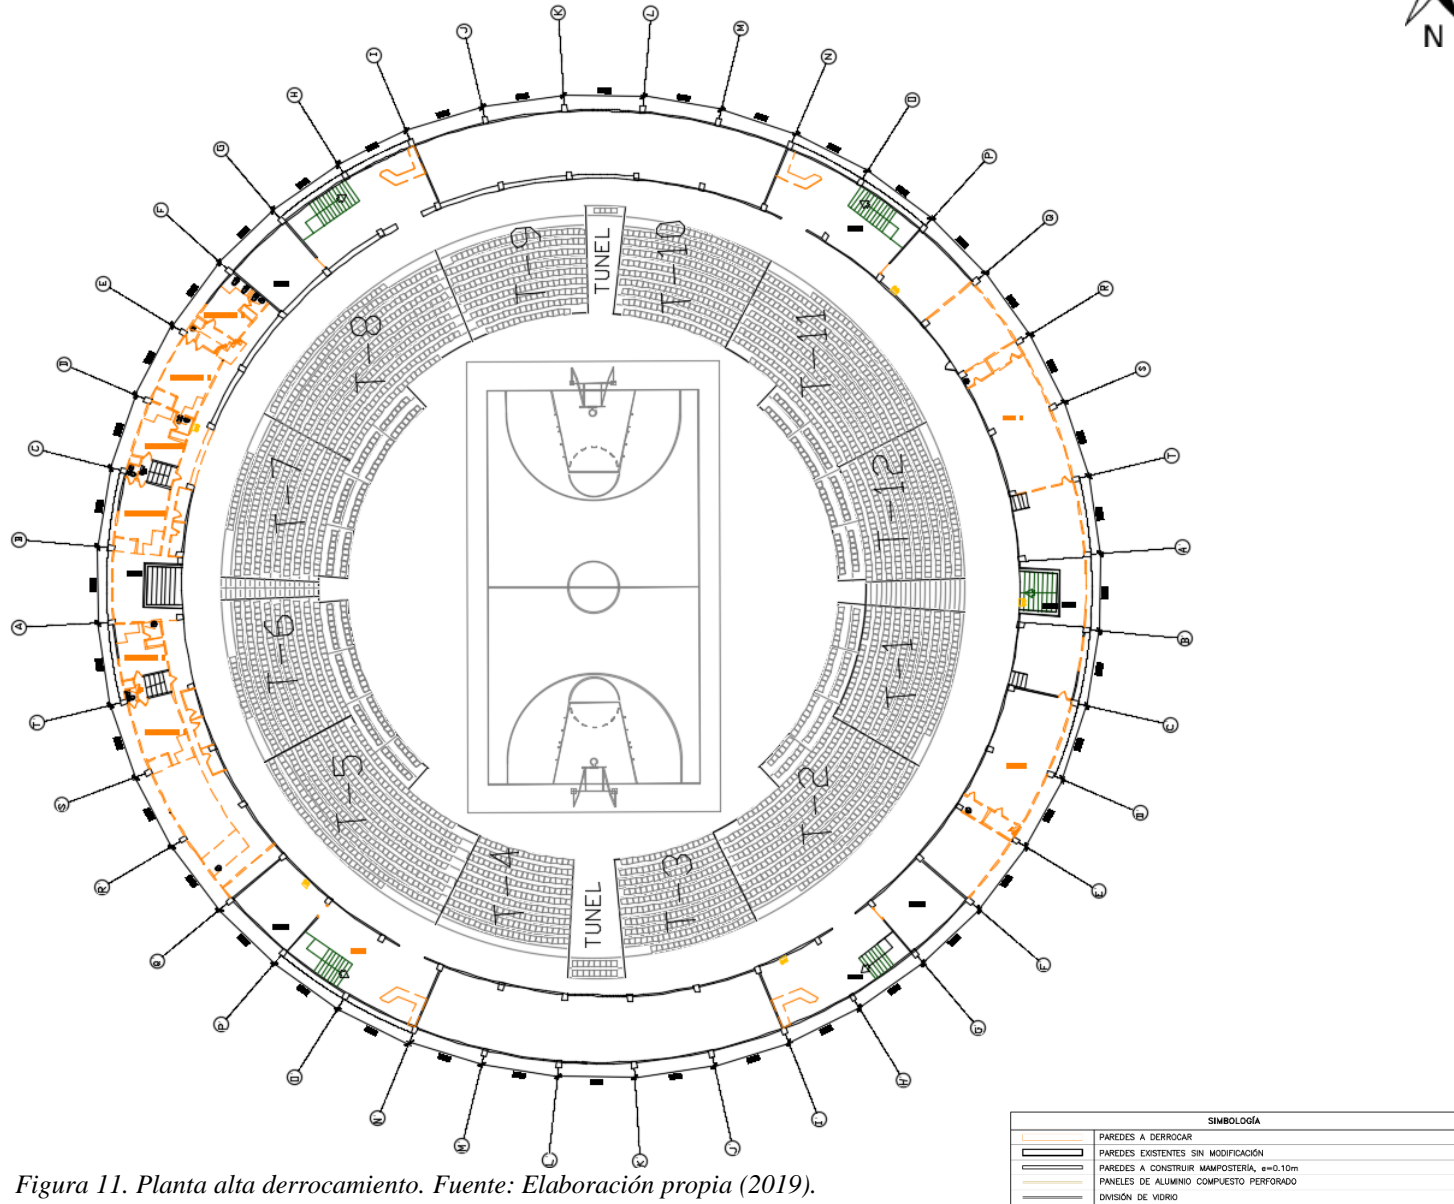 N
K
L
J
M
I
N
H
O
G
P
F
Q
E
R
D
S
C
T
B
A'
A
B'
T'
C'
S'
D'
R'
E'
Q'
F'
P'
G'
O'
H'
N'
I'
M'
L'
K'
J'
T-9
TUNEL
T-10
T-8
T-11
T-7
T-12
T-6
T-1
T-5
T-2
T-4
TUNEL
T-3
SIMBOLOGÍA
PAREDES A DERROCAR
PAREDES EXISTENTES SIN MODIFICACIÓN
PAREDES A CONSTRUIR MAMPOSTERÍA, e=0.10m
PANELES DE ALUMINIO COMPUESTO PERFORADO
DIVISIÓN DE VIDRIO
Figura 11. Planta alta derrocamiento. Fuente: Elaboración propia (2019).